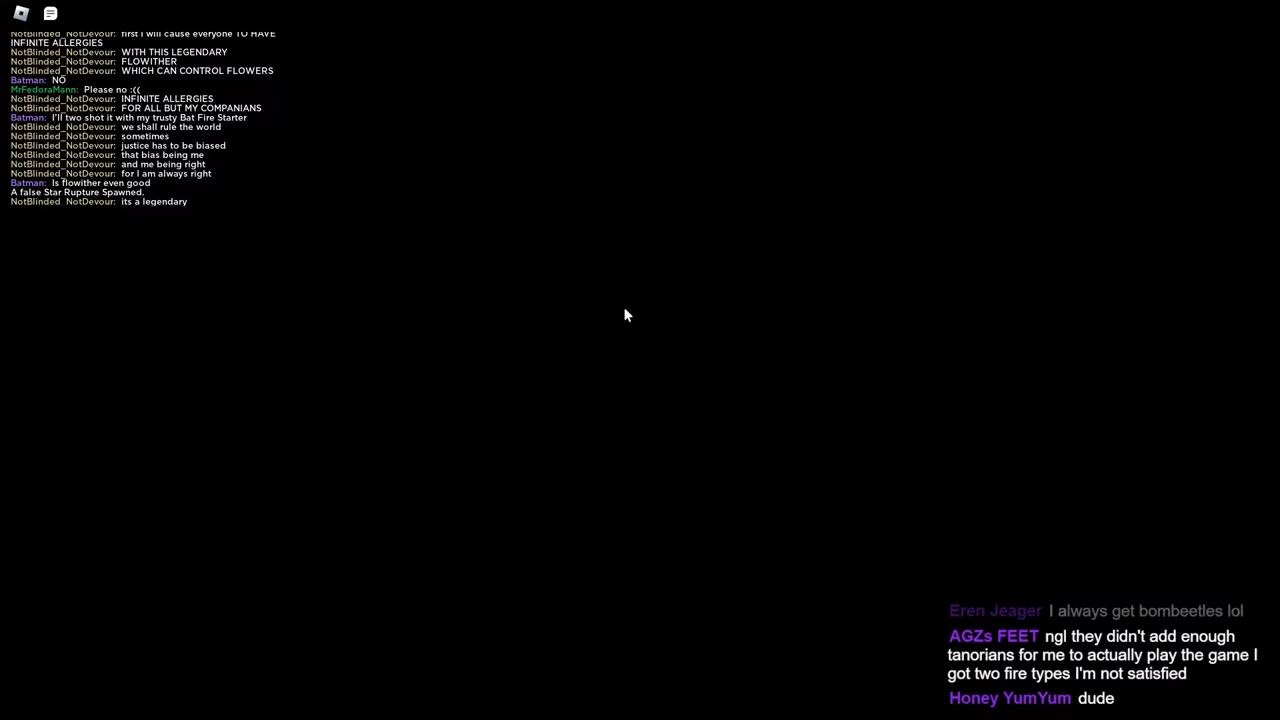 NotBlinded_NotDevour: first I will cause everyone TO HAVE
INFINITE ALLERGIES
NotBlinded_NotDevour: WITH THIS LEGENDARY
NotBlinded_NotDevour: FLOWITHER
NotBlinded_NotDevour: WHICH CAN CONTROL FLOWERS
Batman: NO
MrFedoraMann: Please no :((
NotBlinded_NotDevour: INFINITE ALLERGIES
NotBlinded_NotDevour: FOR ALL BUT MY COMPANIANS
Batman: I'll two shot it with my trusty Bat Fire Starter
NotBlinded_NotDevour: we shall rule the world
NotBlinded_NotDevour: sometimes
NotBlinded_NotDevour: justice has to be biased
NotBlinded_NotDevour: that bias being me
NotBlinded_NotDevour: and me being right
NotBlinded_NotDevour: for I am always right
Batman: Is flowither even good
A false Star Rupture Spawned.
NotBlinded_NotDevour: its a legendary
Eren Jeager I always get bombeetles lol
AGZs FEET ngl they didn't add enough
tanorians for me to actually play the game I
got two fire types I'm not satisfied
Honey YumYum dude